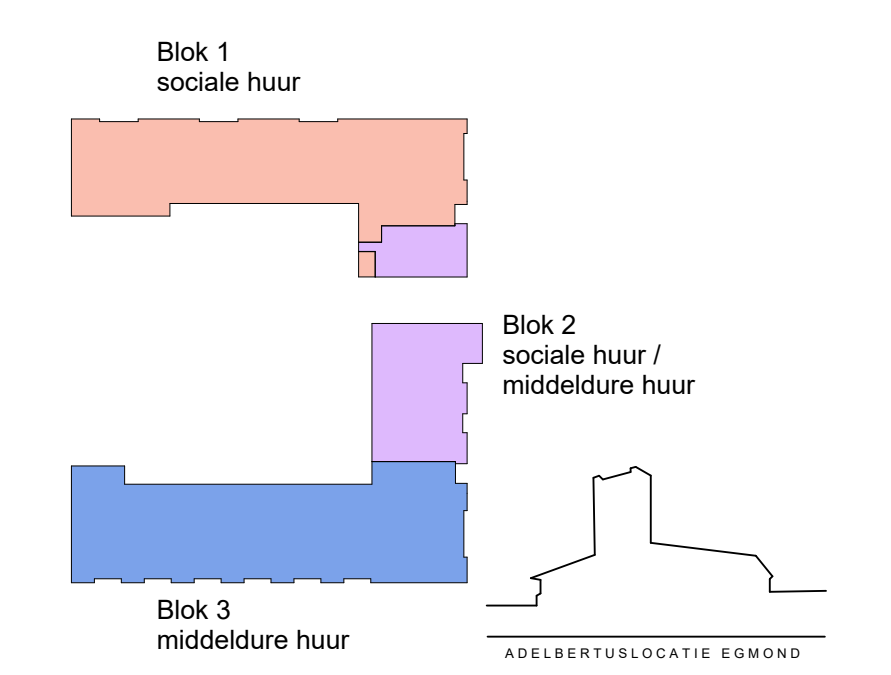 Blok 1
sociale huur
Blok 2
sociale huur /
middeldure huur
Blok 3
middeldure huur
ADELBERTUSLOCATIE EGMOND